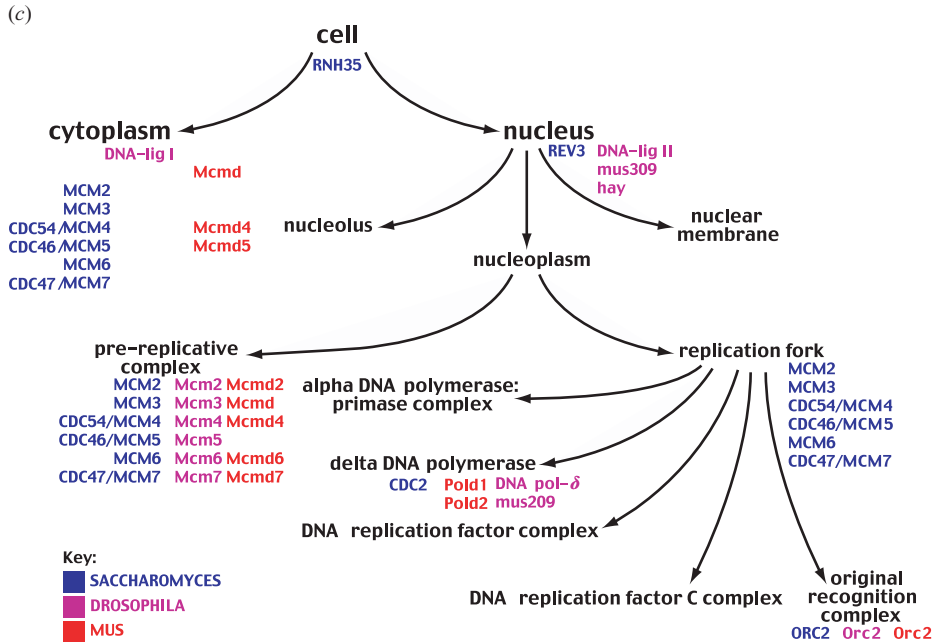 (c)
cell
RNH35
cytoplasm
DNA-lig I
Mcmd
MCM2
MCM3
CDC54/MCM4 Mcmd4
CDC46/MCM5 Mcmd5
MCM6
CDC47/MCM7
nucleus
REV3 DNA-lig II
mus309
hay
nucleolus
nuclear
membrane
nucleoplasm
pre-replicative
complex
MCM2 Mcm2 Mcmd2
MCM3 Mcm3 Mcmd
CDC54/MCM4 Mcm4 Mcmd4
CDC46/MCM5 Mcm5
MCM6 Mcm6 Mcmd6
CDC47/MCM7 Mcm7 Mcmd7
replication fork
MCM2
MCM3
CDC54/MCM4
CDC46/MCM5
MCM6
CDC47/MCM7
alpha DNA polymerase:
primase complex
delta DNA polymerase
CDC2 Pold1 DNA pol-δ
Pold2 mus209
DNA replication factor complex
DNA replication factor C complex
original
recognition
complex
ORC2 Orc2 Orc2
Key:
SACCHAROMYCES
DROSOPHILA
MUS